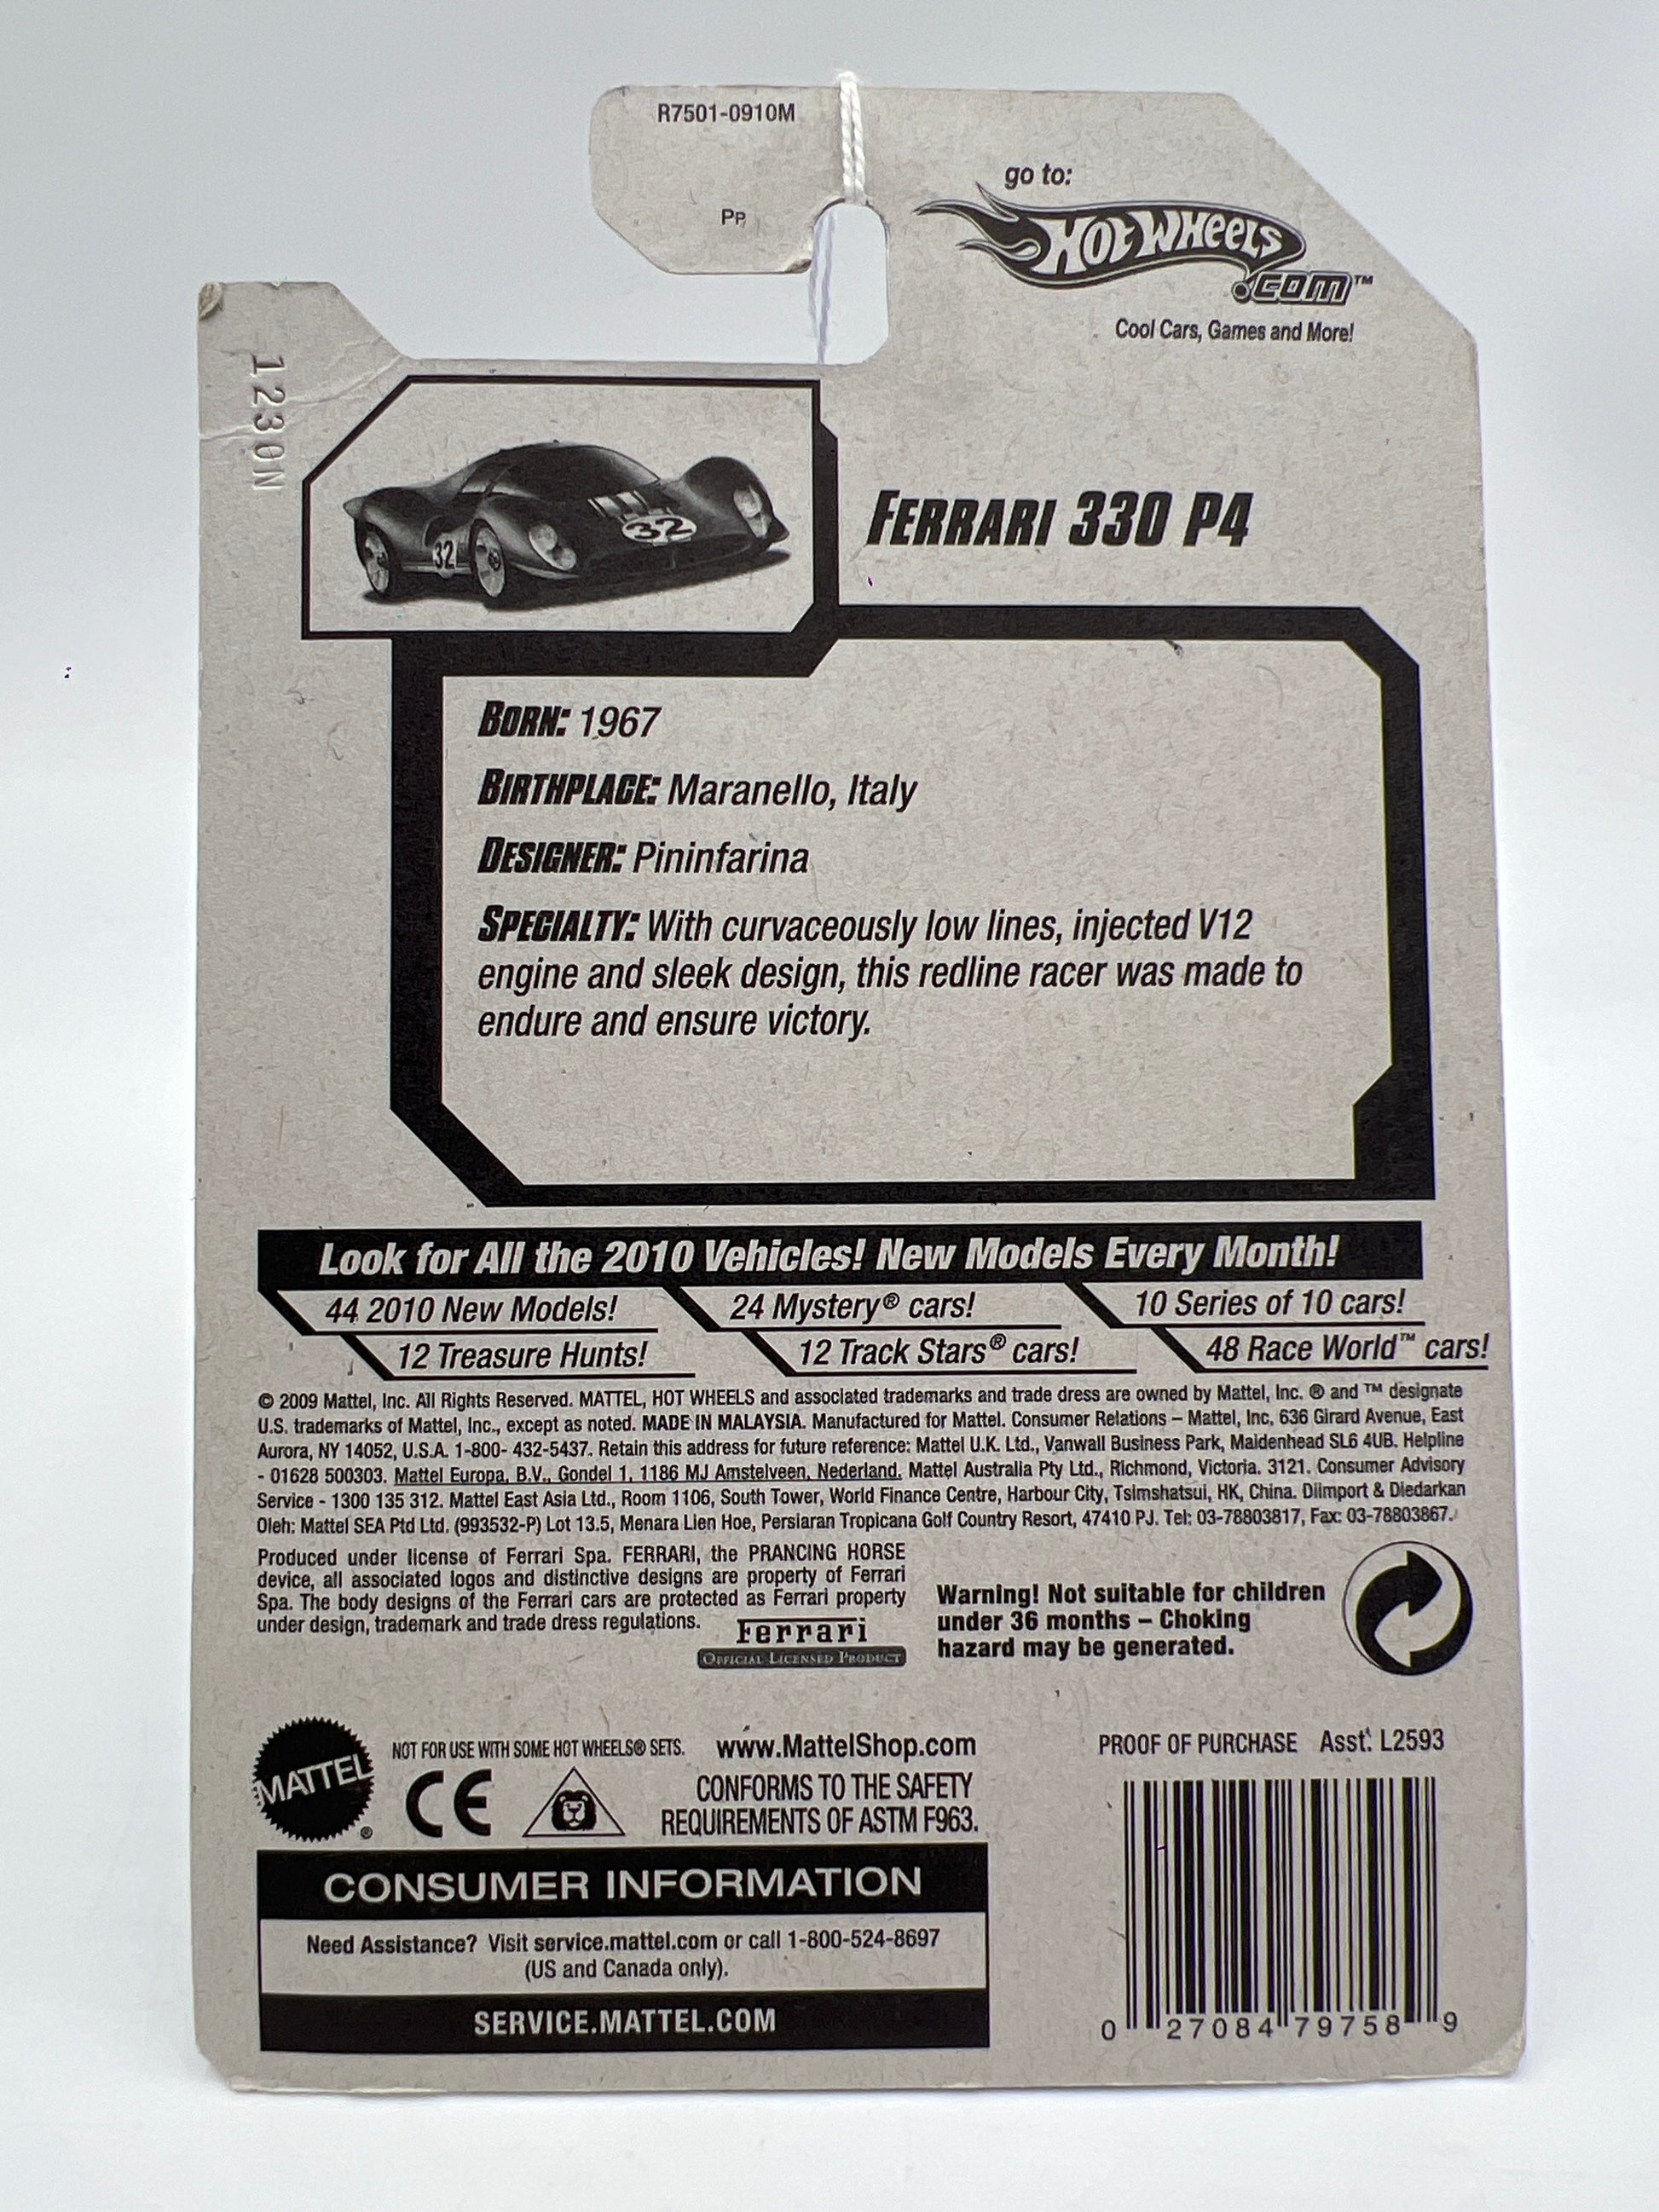 R7501-0910M
PP
go to:
HOT WHEELS
.COM™
Cool Cars, Games and More!
1230N
32
32
FERRARI 330 P4
BORN: 1967
BIRTHPLACE: Maranello, Italy
DESIGNER: Pininfarina
SPECIALTY: With curvaceously low lines, injected V12
engine and sleek design, this redline racer was made to
endure and ensure victory.
Look for All the 2010 Vehicles! New Models Every Month!
44 2010 New Models!
24 Mystery® cars!
10 Series of 10 cars!
12 Treasure Hunts!
12 Track Stars® cars!
48 Race World™ cars!
© 2009 Mattel, Inc. All Rights Reserved. MATTEL, HOT WHEELS and associated trademarks and trade dress are owned by Mattel, Inc. ® and ™ designate
U.S. trademarks of Mattel, Inc., except as noted. MADE IN MALAYSIA. Manufactured for Mattel. Consumer Relations – Mattel, Inc, 636 Girard Avenue, East
Aurora, NY 14052, U.S.A. 1-800- 432-5437. Retain this address for future reference: Mattel U.K. Ltd., Vanwall Business Park, Maidenhead SL6 4UB. Helpline
- 01628 500303. Mattel Europa, B.V., Gondel 1, 1186 MJ Amstelveen, Nederland. Mattel Australia Pty Ltd., Richmond, Victoria. 3121. Consumer Advisory
Service - 1300 135 312. Mattel East Asia Ltd., Room 1106, South Tower, World Finance Centre, Harbour City, Tsimshatsui, HK, China. Diimport & Diedarkan
Oleh: Mattel SEA Ptd Ltd. (993532-P) Lot 13.5, Menara Lien Hoe, Persiaran Tropicana Golf Country Resort, 47410 PJ. Tel: 03-78803817, Fax: 03-78803867.
Produced under license of Ferrari Spa. FERRARI, the PRANCING HORSE
device, all associated logos and distinctive designs are property of Ferrari
Spa. The body designs of the Ferrari cars are protected as Ferrari property
under design, trademark and trade dress regulations.
Ferrari
OFFICIAL LICENSED PRODUCT
Warning! Not suitable for children
under 36 months – Choking
hazard may be generated.
MATTEL®
NOT FOR USE WITH SOME HOT WHEELS® SETS.
www.MattelShop.com
CE
CONFORMS TO THE SAFETY
REQUIREMENTS OF ASTM F963.
PROOF OF PURCHASE Asst. L2593
CONSUMER INFORMATION
Need Assistance? Visit service.mattel.com or call 1-800-524-8697
(US and Canada only).
SERVICE.MATTEL.COM
0 27084 79758 9